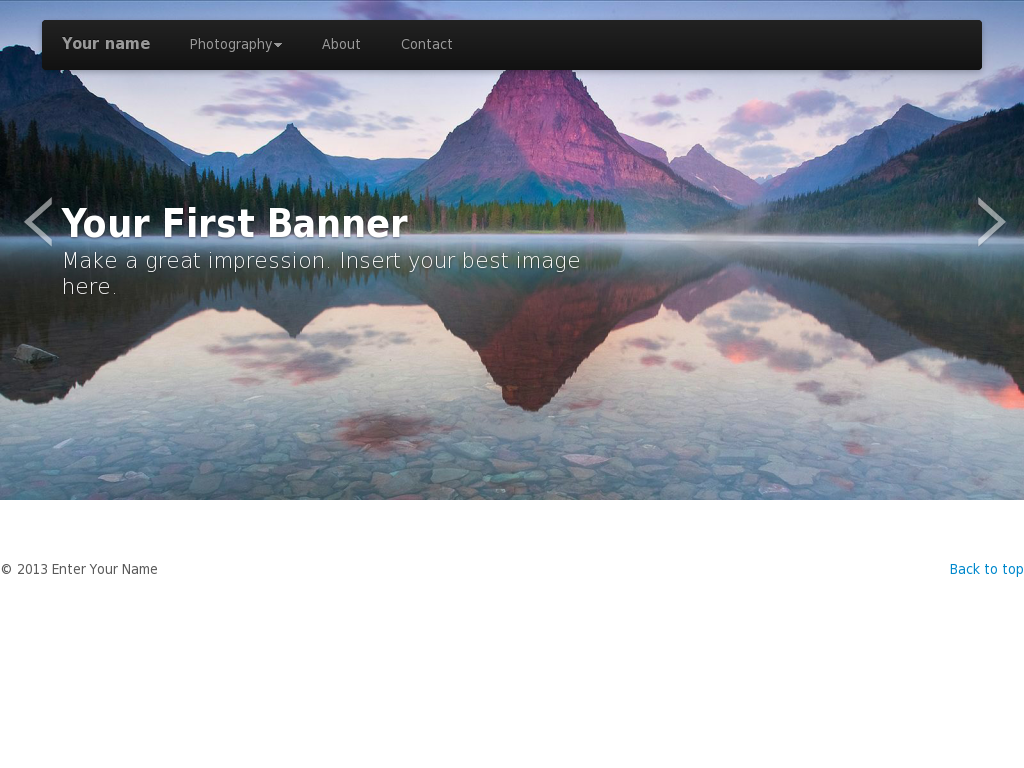 Your name Photography About Contact
Your First Banner
Make a great impression. Insert your best image
here.
© 2013 Enter Your Name Back to top